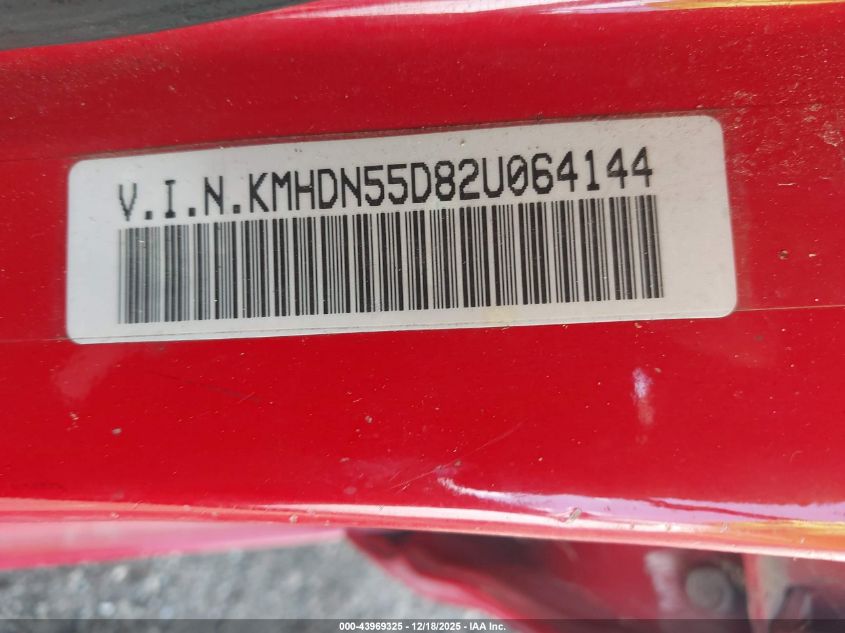 V.I.N.KMHDN55D82U064144
000-43969325 - 12/18/2025 - IAA Inc.